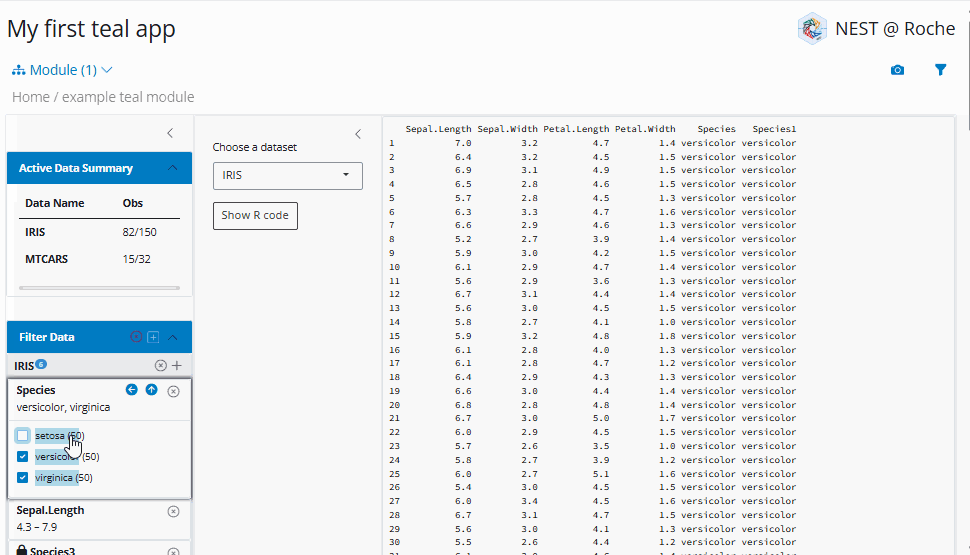 My first teal app
NEST @ Roche
Module (1)
Home / example teal module
Active Data Summary
Data Name Obs
IRIS 82/150
MTCARS 15/32
Filter Data
IRIS 6
Species
versicolor, virginica
setosa (50)
versicolor (50)
virginica (50)
Sepal.Length
4.3 – 7.9
Species3
Choose a dataset
IRIS
Show R code
Sepal.Length Sepal.Width Petal.Length Petal.Width Species Species1
1 7.0 3.2 4.7 1.4 versicolor versicolor
2 6.4 3.2 4.5 1.5 versicolor versicolor
3 6.9 3.1 4.9 1.5 versicolor versicolor
4 6.5 2.8 4.6 1.5 versicolor versicolor
5 5.7 2.8 4.5 1.3 versicolor versicolor
6 6.3 3.3 4.7 1.6 versicolor versicolor
7 6.6 2.9 4.6 1.3 versicolor versicolor
8 5.2 2.7 3.9 1.4 versicolor versicolor
9 5.9 3.0 4.2 1.5 versicolor versicolor
10 6.1 2.9 4.7 1.4 versicolor versicolor
11 5.6 2.9 3.6 1.3 versicolor versicolor
12 6.7 3.1 4.4 1.4 versicolor versicolor
13 5.6 3.0 4.5 1.5 versicolor versicolor
14 5.8 2.7 4.1 1.0 versicolor versicolor
15 5.9 3.2 4.8 1.8 versicolor versicolor
16 6.1 2.8 4.0 1.3 versicolor versicolor
17 6.1 2.8 4.7 1.2 versicolor versicolor
18 6.4 2.9 4.3 1.3 versicolor versicolor
19 6.6 3.0 4.4 1.4 versicolor versicolor
20 6.8 2.8 4.8 1.4 versicolor versicolor
21 6.7 3.0 5.0 1.7 versicolor versicolor
22 6.0 2.9 4.5 1.5 versicolor versicolor
23 5.7 2.6 3.5 1.0 versicolor versicolor
24 5.8 2.7 3.9 1.2 versicolor versicolor
25 6.0 2.7 5.1 1.6 versicolor versicolor
26 5.4 3.0 4.5 1.5 versicolor versicolor
27 6.0 3.4 4.5 1.6 versicolor versicolor
28 6.7 3.1 4.7 1.5 versicolor versicolor
29 5.6 3.0 4.1 1.3 versicolor versicolor
30 5.5 2.6 4.4 1.2 versicolor versicolor